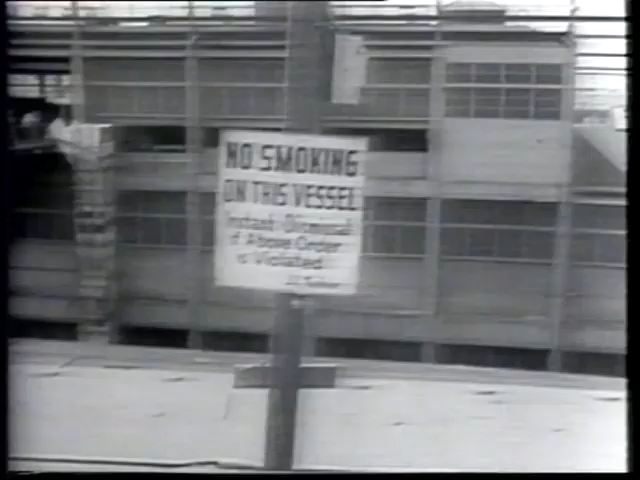 NO SMOKING
ON THIS VESSEL
Instant Dismissal
if Above Order
is Violated